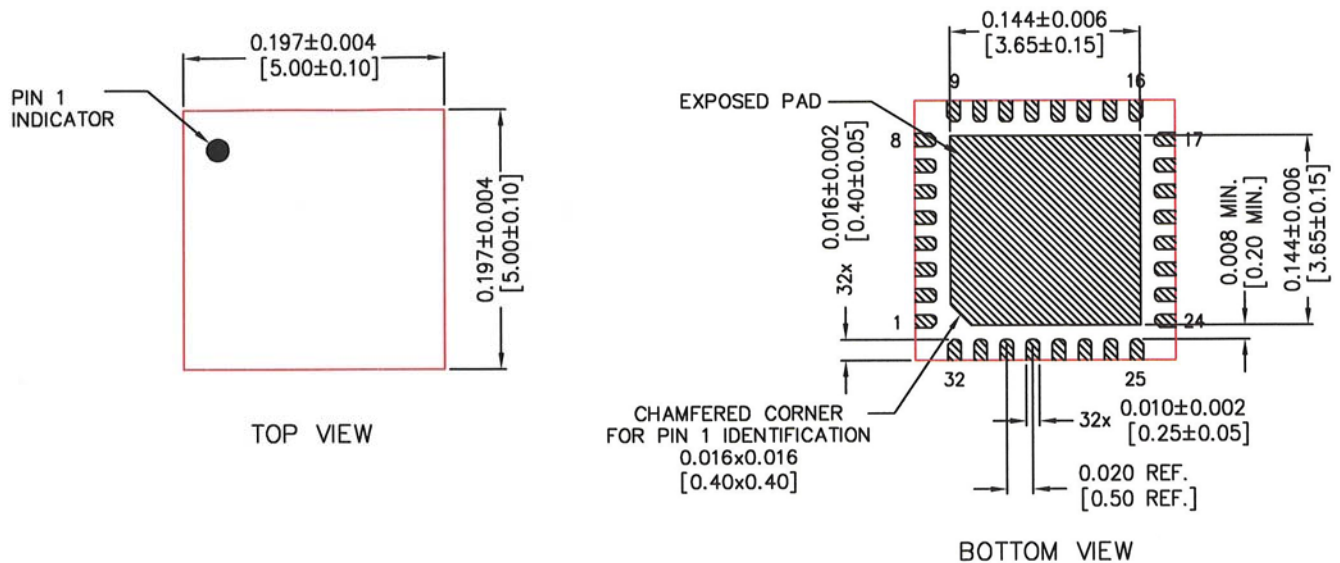 0.197±0.004
[5.00±0.10]
PIN 1
INDICATOR
0.197±0.004
[5.00±0.10]
TOP VIEW
0.144±0.006
[3.65±0.15]
9
16
EXPOSED PAD
8
17
0.016±0.002
[0.40±0.05]
32x
0.008 MIN.
[0.20 MIN.]
0.144±0.006
[3.65±0.15]
1
24
32
25
CHAMFERED CORNER
FOR PIN 1 IDENTIFICATION
0.016x0.016
[0.40x0.40]
32x 0.010±0.002
[0.25±0.05]
0.020 REF.
[0.50 REF.]
BOTTOM VIEW